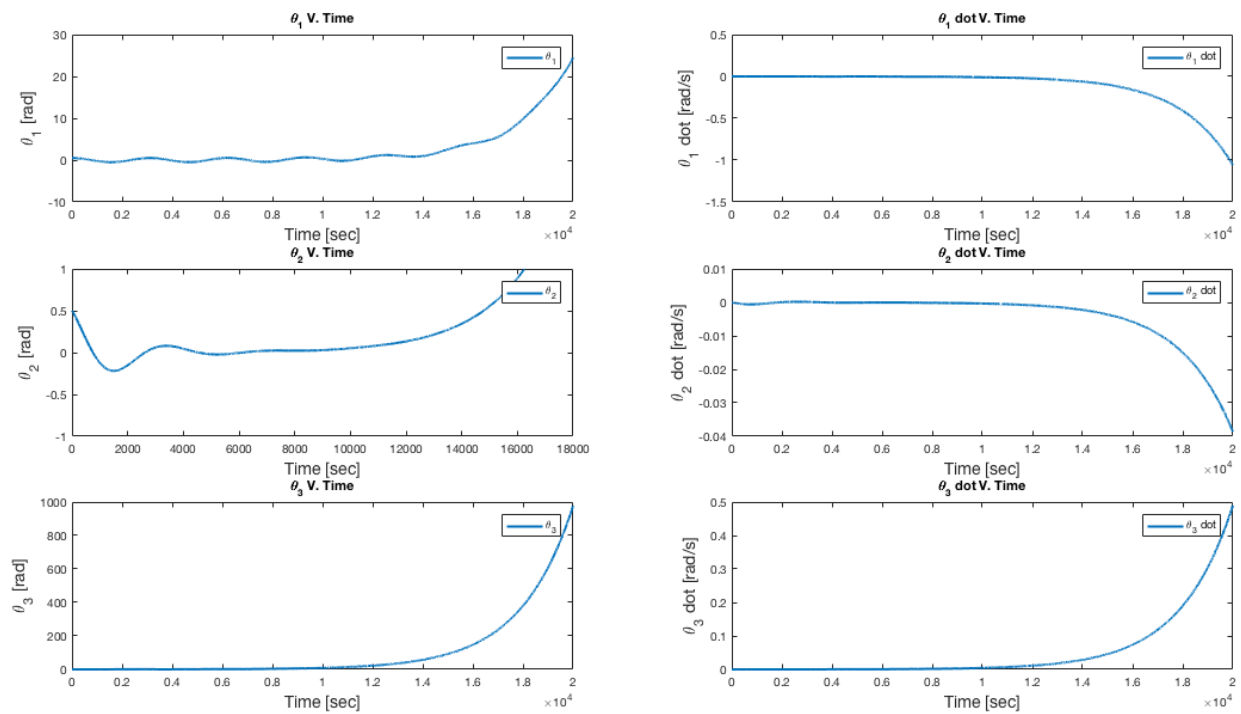 θ₁ V. Time
30
20
10
0
-10
θ₁ [rad]
θ₁
0 0.2 0.4 0.6 0.8 1 1.2 1.4 1.6 1.8 2
×10⁴
Time [sec]
θ₁ dot V. Time
0.5
0
-0.5
-1
-1.5
θ₁ dot [rad/s]
θ₁ dot
0 0.2 0.4 0.6 0.8 1 1.2 1.4 1.6 1.8 2
×10⁴
Time [sec]
θ₂ V. Time
1
0.5
0
-0.5
-1
θ₂ [rad]
θ₂
0 2000 4000 6000 8000 10000 12000 14000 16000 18000
Time [sec]
θ₂ dot V. Time
0.01
0
-0.01
-0.02
-0.03
-0.04
θ₂ dot [rad/s]
θ₂ dot
0 0.2 0.4 0.6 0.8 1 1.2 1.4 1.6 1.8 2
×10⁴
Time [sec]
θ₃ V. Time
1000
800
600
400
200
0
θ₃ [rad]
θ₃
0 0.2 0.4 0.6 0.8 1 1.2 1.4 1.6 1.8 2
×10⁴
Time [sec]
θ₃ dot V. Time
0.5
0.4
0.3
0.2
0.1
0
θ₃ dot [rad/s]
θ₃ dot
0 0.2 0.4 0.6 0.8 1 1.2 1.4 1.6 1.8 2
×10⁴
Time [sec]